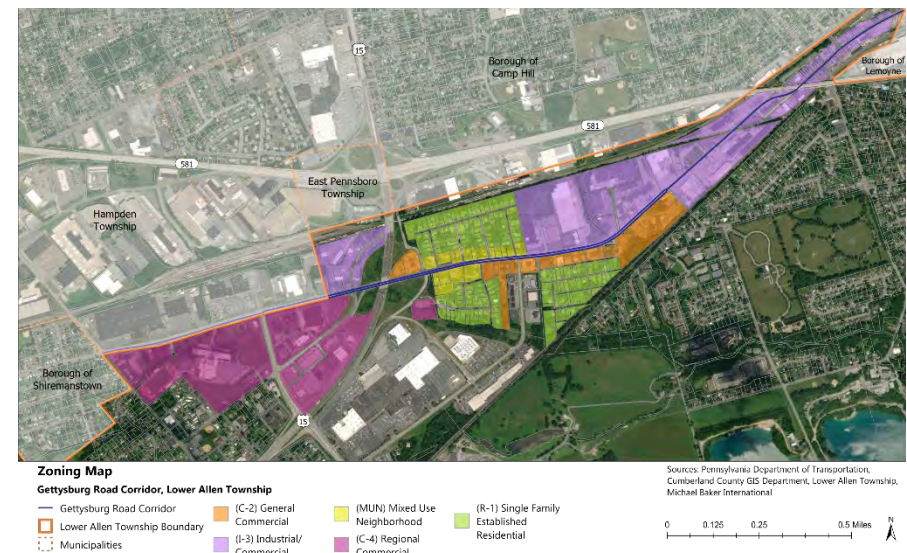 15
Borough of
Camp Hill
Borough of
Lemoyne
581
581
East Pennsboro
Township
Hampden
Township
Borough of
Shiremanstown
15
Zoning Map
Gettysburg Road Corridor, Lower Allen Township
Gettysburg Road Corridor
Lower Allen Township Boundary
Municipalities
(C-2) General
Commercial
(I-3) Industrial/
Commercial
(MUN) Mixed Use
Neighborhood
(C-4) Regional
Commercial
(R-1) Single Family
Established
Residential
Sources: Pennsylvania Department of Transportation,
Cumberland County GIS Department, Lower Allen Township,
Michael Baker International
0 0.125 0.25 0.5 Miles
N